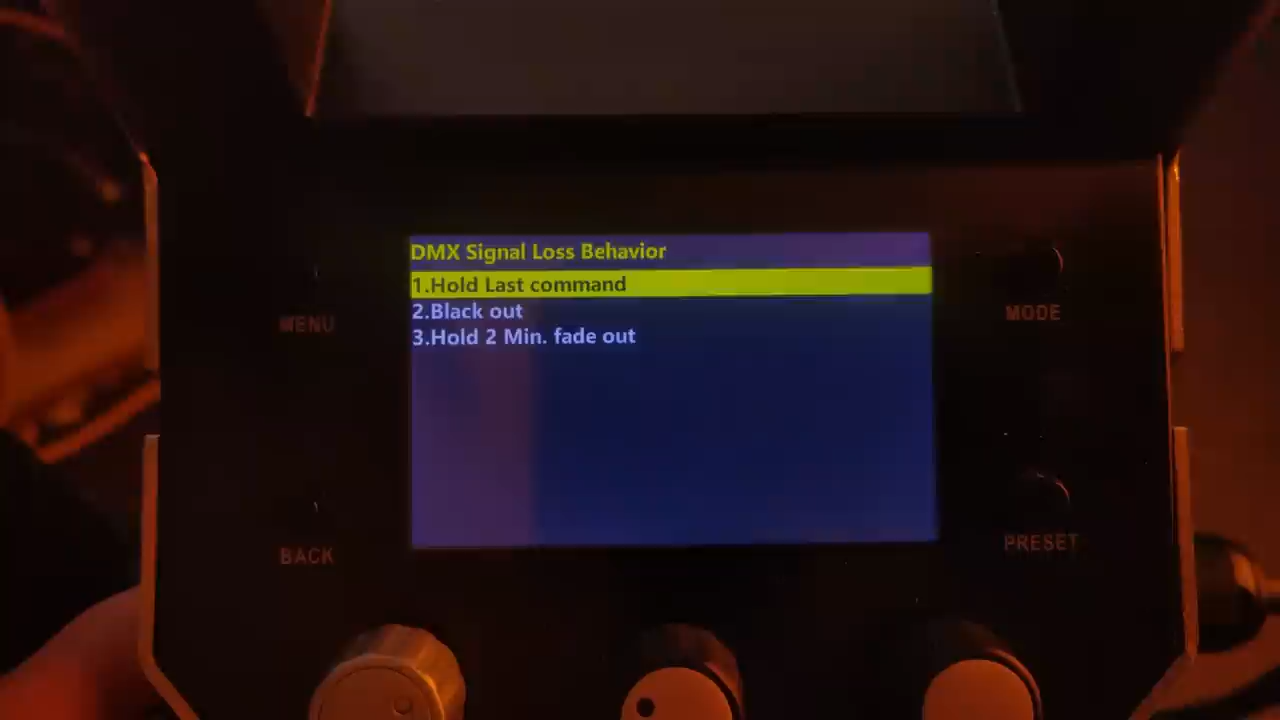 DMX Signal Loss Behavior
1.Hold Last command
2.Black out
3.Hold 2 Min. fade out
MENU
MODE
BACK
PRESET